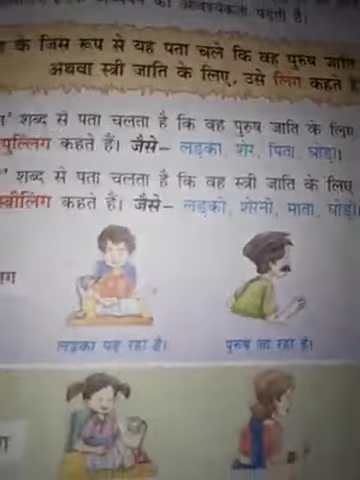 की आवश्यकता पड़ती है।
के जिस रूप से यह पता चले कि वह पुरुष जाति
अथवा स्त्री जाति के लिए, उसे लिंग कहते
शब्द से पता चलता है कि वह पुरुष जाति के लिए
पुल्लिंग कहते हैं। जैसे– लड़का, शेर, पिता, घोड़ा।
शब्द से पता चलता है कि वह स्त्री जाति के लिए
स्त्रीलिंग कहते हैं। जैसे– लड़की, शेरनी, माता, घोड़ी।
लड़का पढ़ रहा है।
पुरुष रहा है।